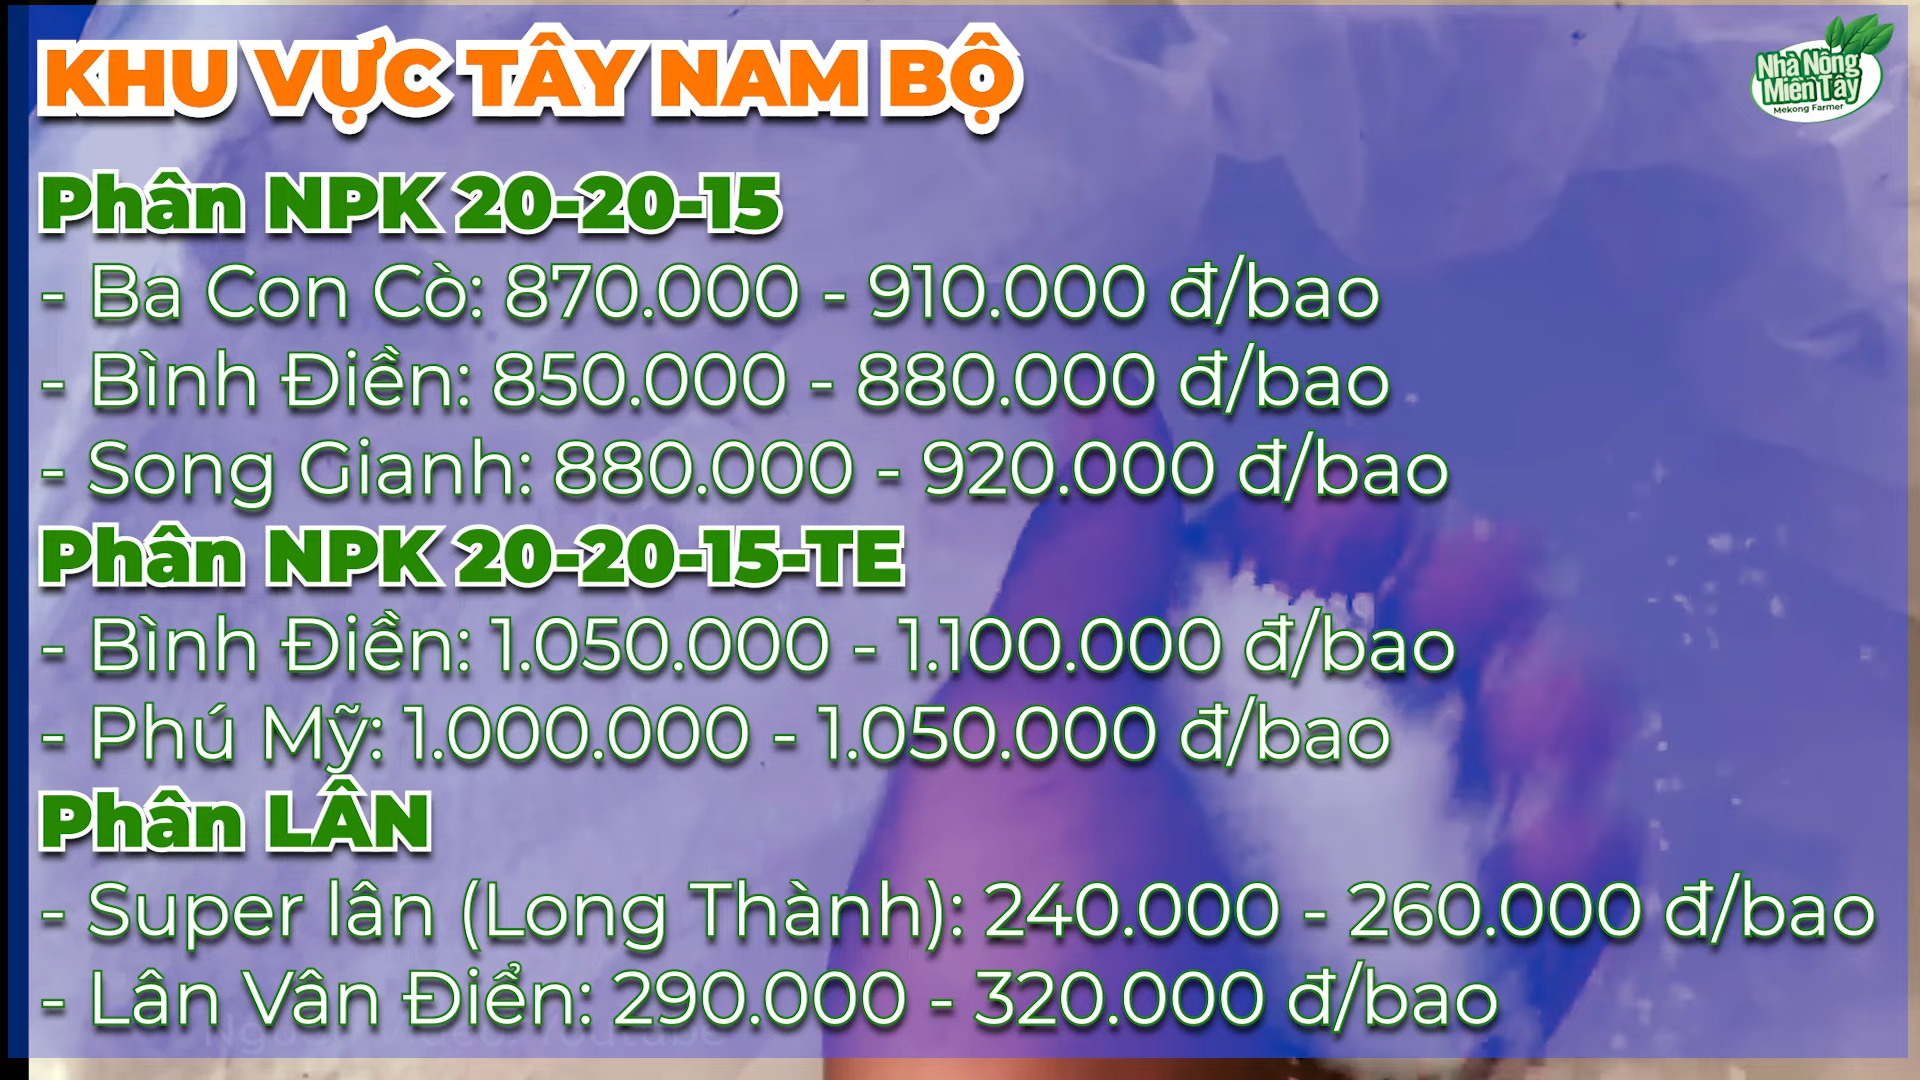 KHU VỰC TÂY NAM BỘ
Nhà Nông
Miền Tây
Mekong Farmer
Phân NPK 20-20-15
- Ba Con Cò: 870.000 - 910.000 đ/bao
- Bình Điền: 850.000 - 880.000 đ/bao
- Song Gianh: 880.000 - 920.000 đ/bao
Phân NPK 20-20-15-TE
- Bình Điền: 1.050.000 - 1.100.000 đ/bao
- Phú Mỹ: 1.000.000 - 1.050.000 đ/bao
Phân LÂN
- Super lân (Long Thành): 240.000 - 260.000 đ/bao
- Lân Vân Điển: 290.000 - 320.000 đ/bao